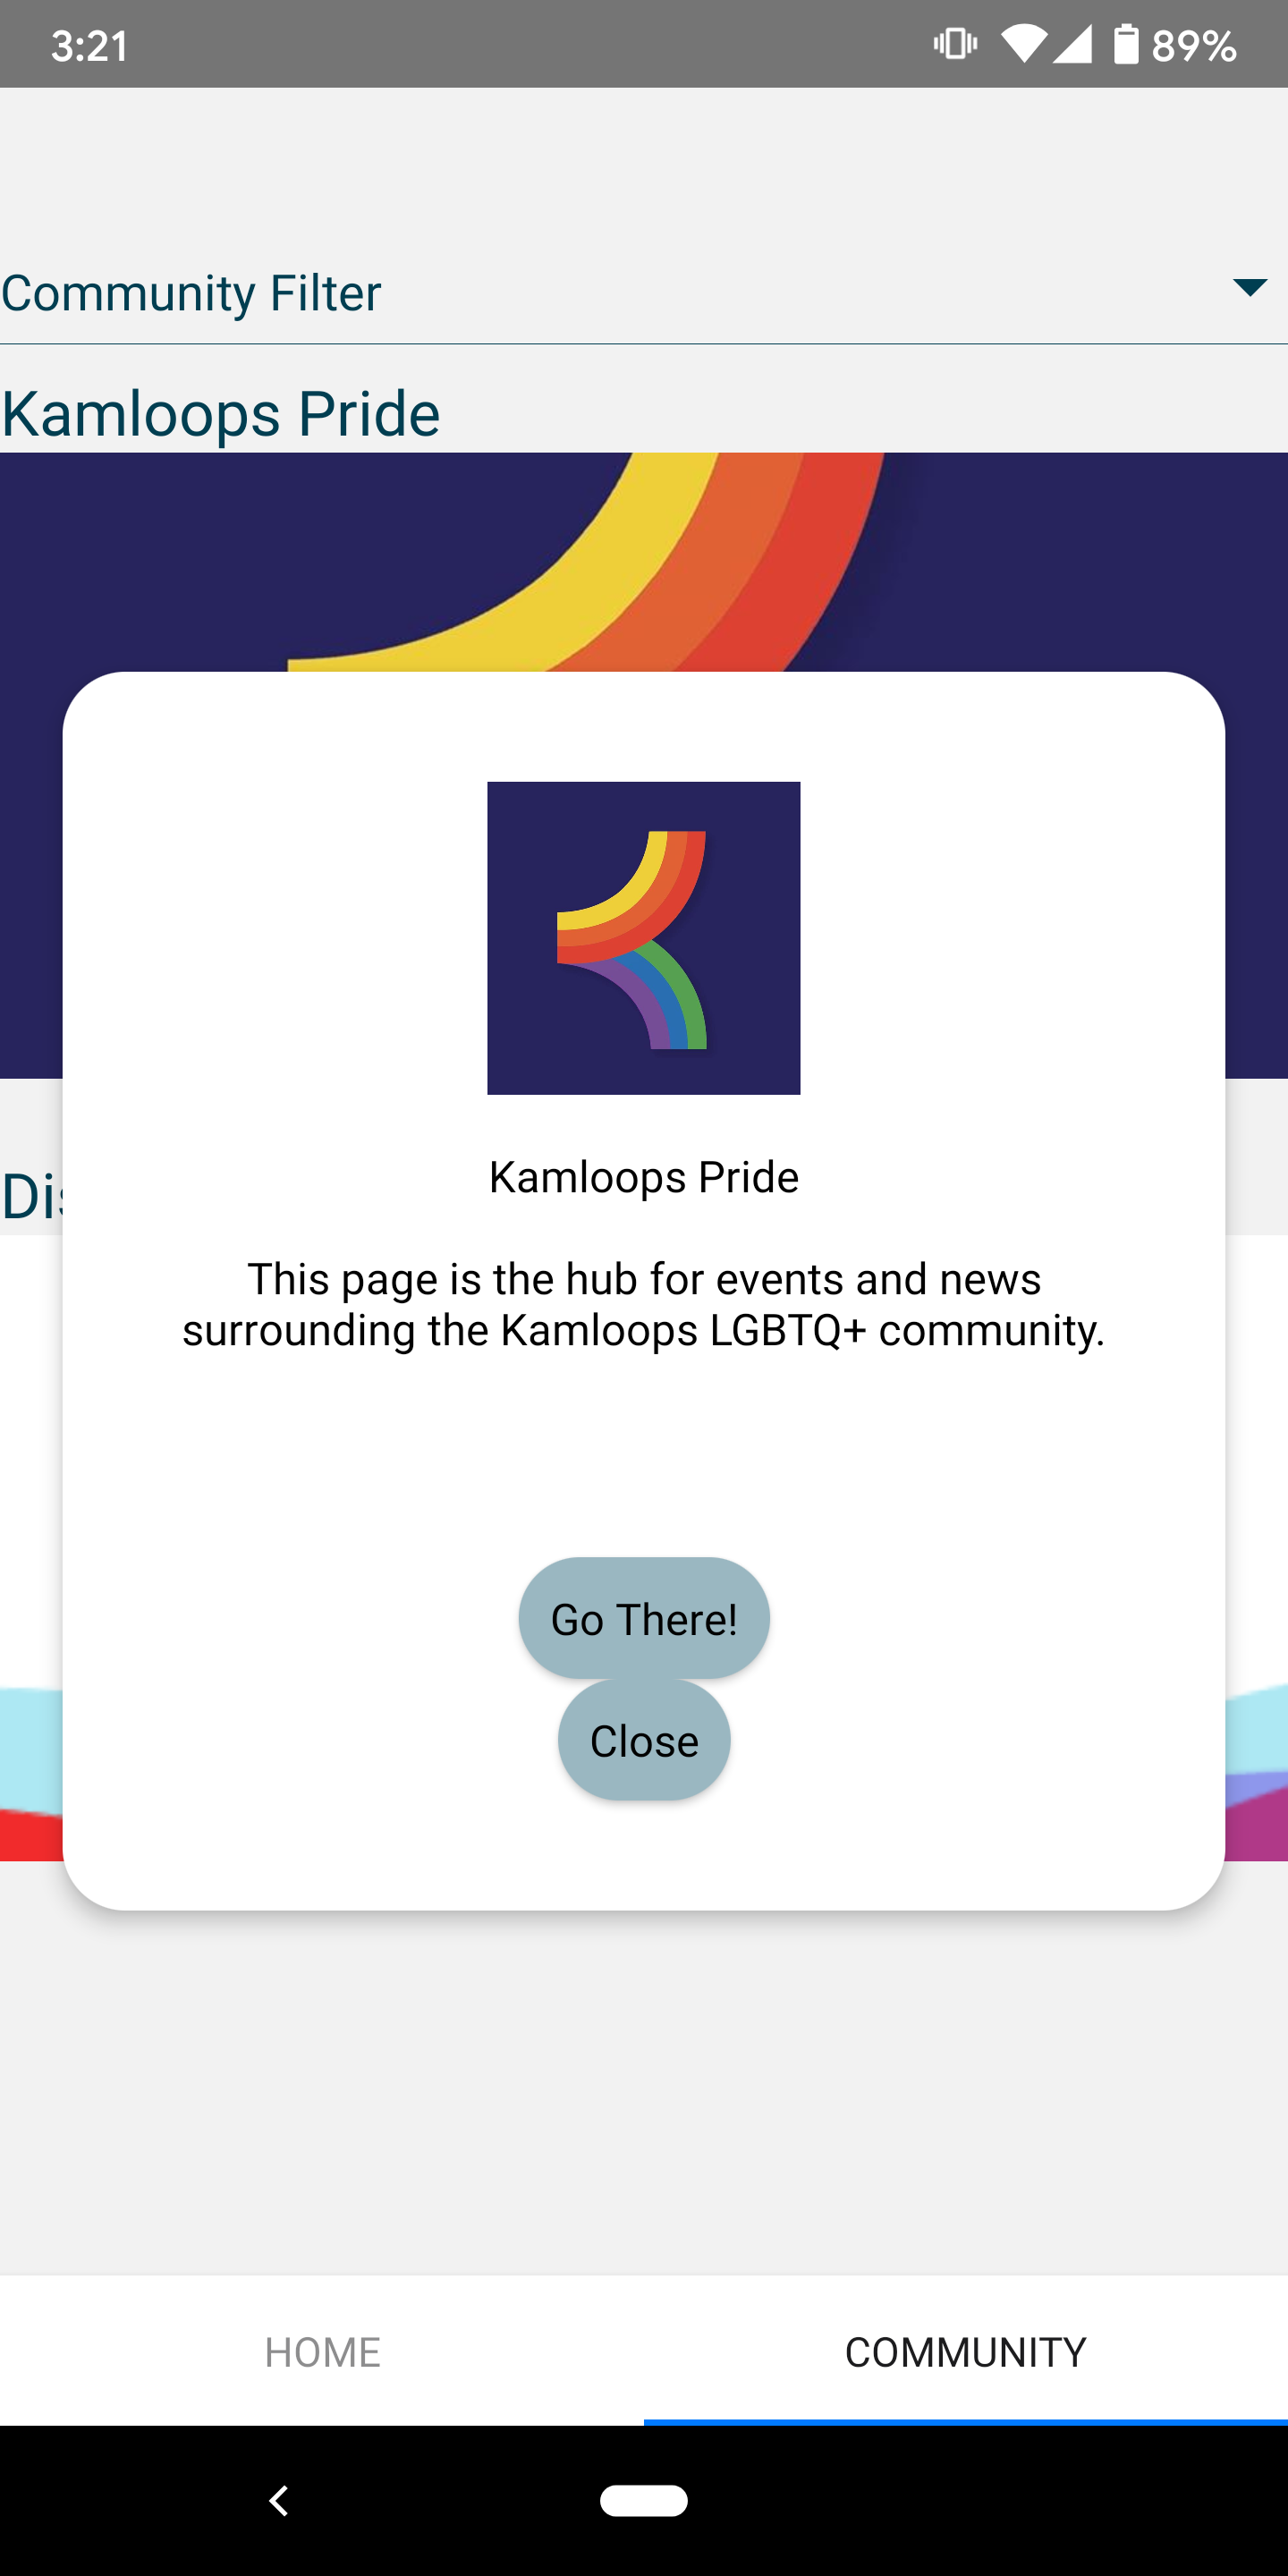 3:21
89%
Community Filter
Kamloops Pride
Kamloops Pride
This page is the hub for events and news
surrounding the Kamloops LGBTQ+ community.
Go There!
Close
HOME
COMMUNITY